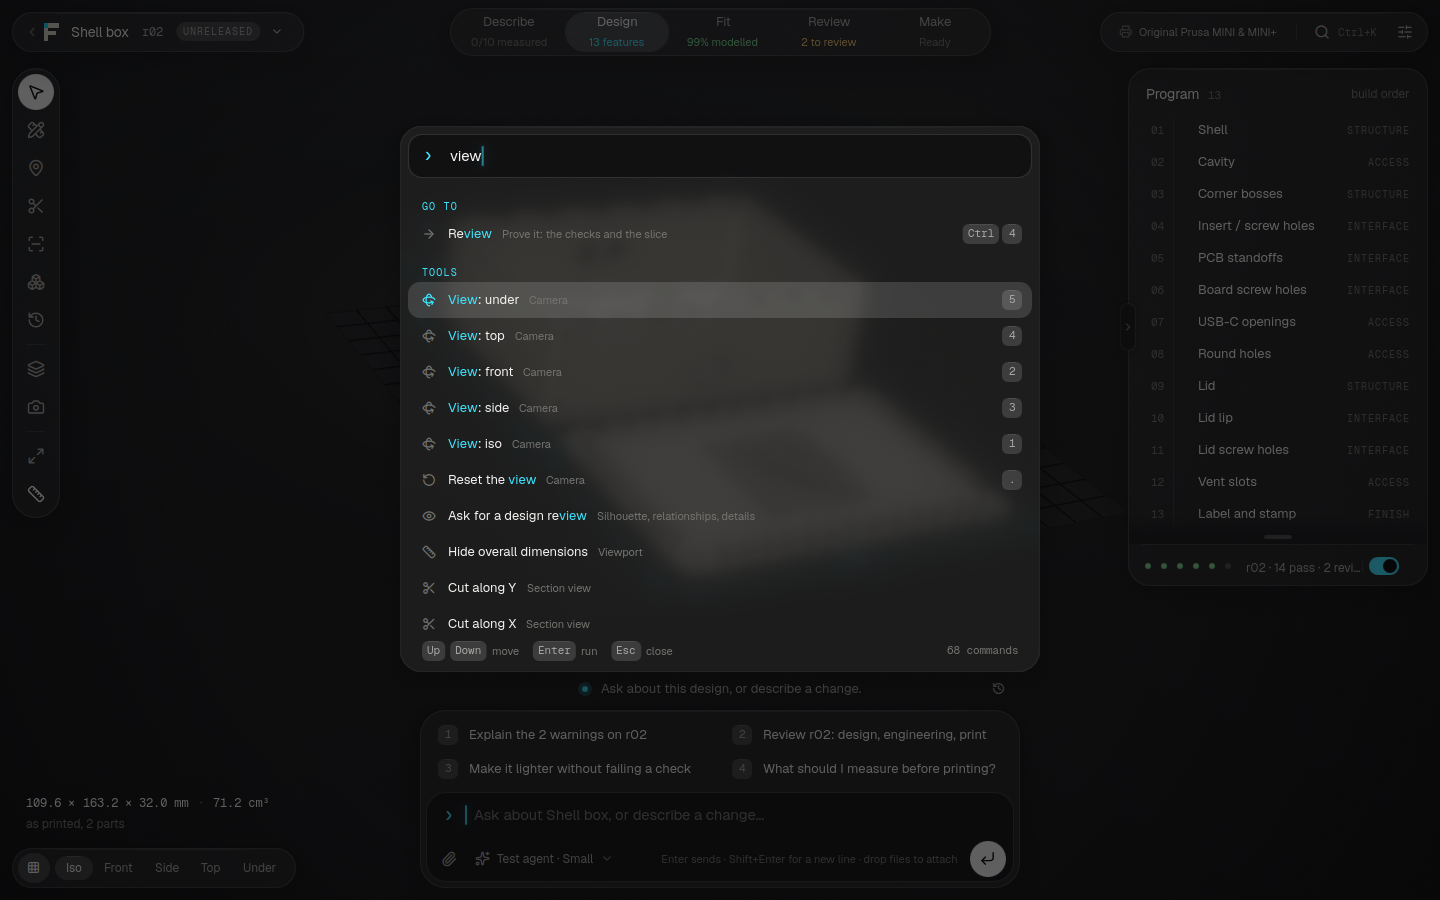 Shell box r02 UNRELEASED
Describe
0/10 measured
Design
13 features
Fit
99% modelled
Review
2 to review
Make
Ready
Original Prusa MINI & MINI+
Ctrl+K
view
GO TO
Review Prove it: the checks and the slice Ctrl 4
TOOLS
View: under Camera 5
View: top Camera 4
View: front Camera 2
View: side Camera 3
View: iso Camera 1
Reset the view Camera .
Ask for a design review Silhouette, relationships, details
Hide overall dimensions Viewport
Cut along Y Section view
Cut along X Section view
Up Down move Enter run Esc close 68 commands
Program 13 build order
01 Shell STRUCTURE
02 Cavity ACCESS
03 Corner bosses STRUCTURE
04 Insert / screw holes INTERFACE
05 PCB standoffs INTERFACE
06 Board screw holes INTERFACE
07 USB-C openings ACCESS
08 Round holes ACCESS
09 Lid STRUCTURE
10 Lid lip INTERFACE
11 Lid screw holes INTERFACE
12 Vent slots ACCESS
13 Label and stamp FINISH
r02 · 14 pass · 2 revi...
Ask about this design, or describe a change.
1 Explain the 2 warnings on r02
2 Review r02: design, engineering, print
3 Make it lighter without failing a check
4 What should I measure before printing?
Ask about Shell box, or describe a change...
Test agent · Small
Enter sends · Shift+Enter for a new line · drop files to attach
109.6 × 163.2 × 32.0 mm · 71.2 cm³
as printed, 2 parts
Iso Front Side Top Under